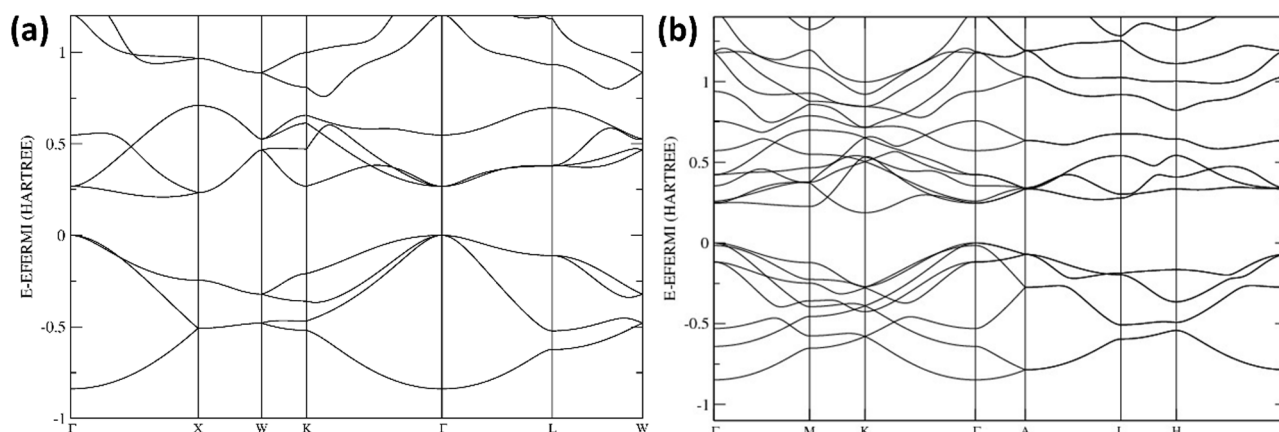 (a)
E-EFERMI (HARTREE)
1
0.5
0
-0.5
-1
Γ X W K Γ L W
(b)
E-EFERMI (HARTREE)
1
0.5
0
-0.5
-1
M K Γ A L H